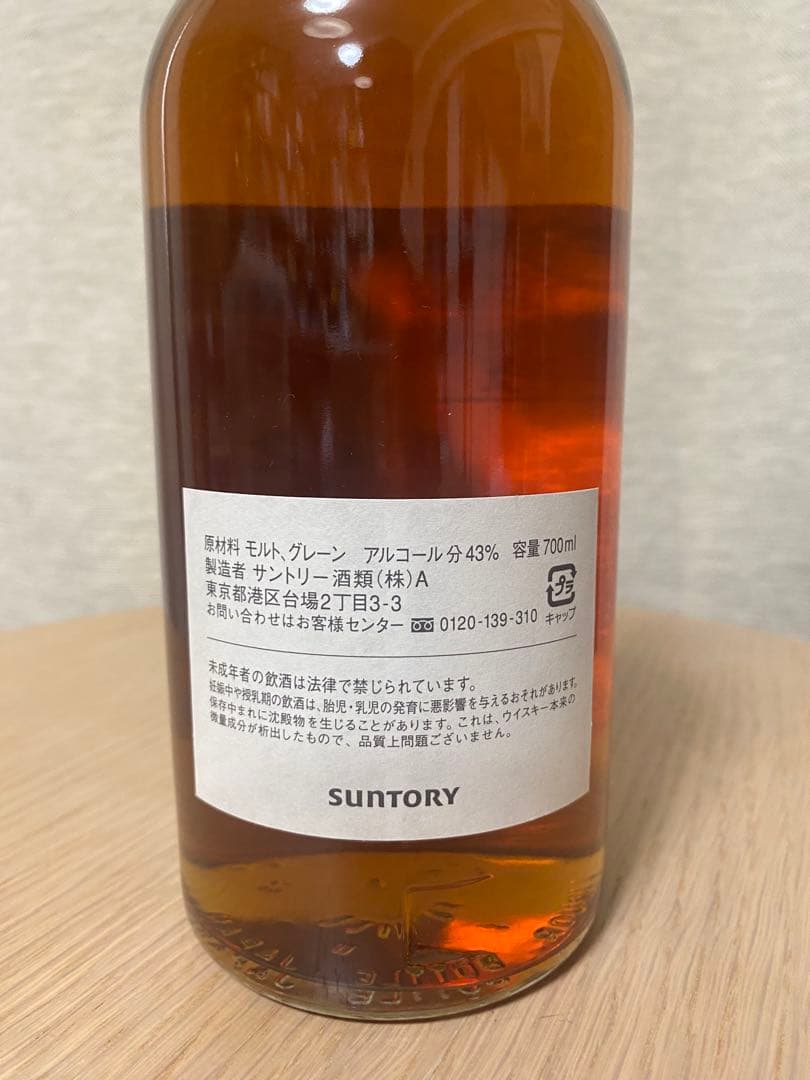 原材料 モルト、グレーン アルコール分43% 容量700ml
製造者 サントリー酒類(株)A
東京都港区台場2丁目3-3
お問い合わせはお客様センター 0120-139-310
プラ
キャップ
未成年者の飲酒は法律で禁じられています。
妊娠中や授乳期の飲酒は、胎児・乳児の発育に悪影響を与えるおそれがあります。
保存中まれに沈殿物を生じることがあります。これは、ウイスキー本来の
微量成分が析出したもので、品質上問題ございません。
SUNTORY